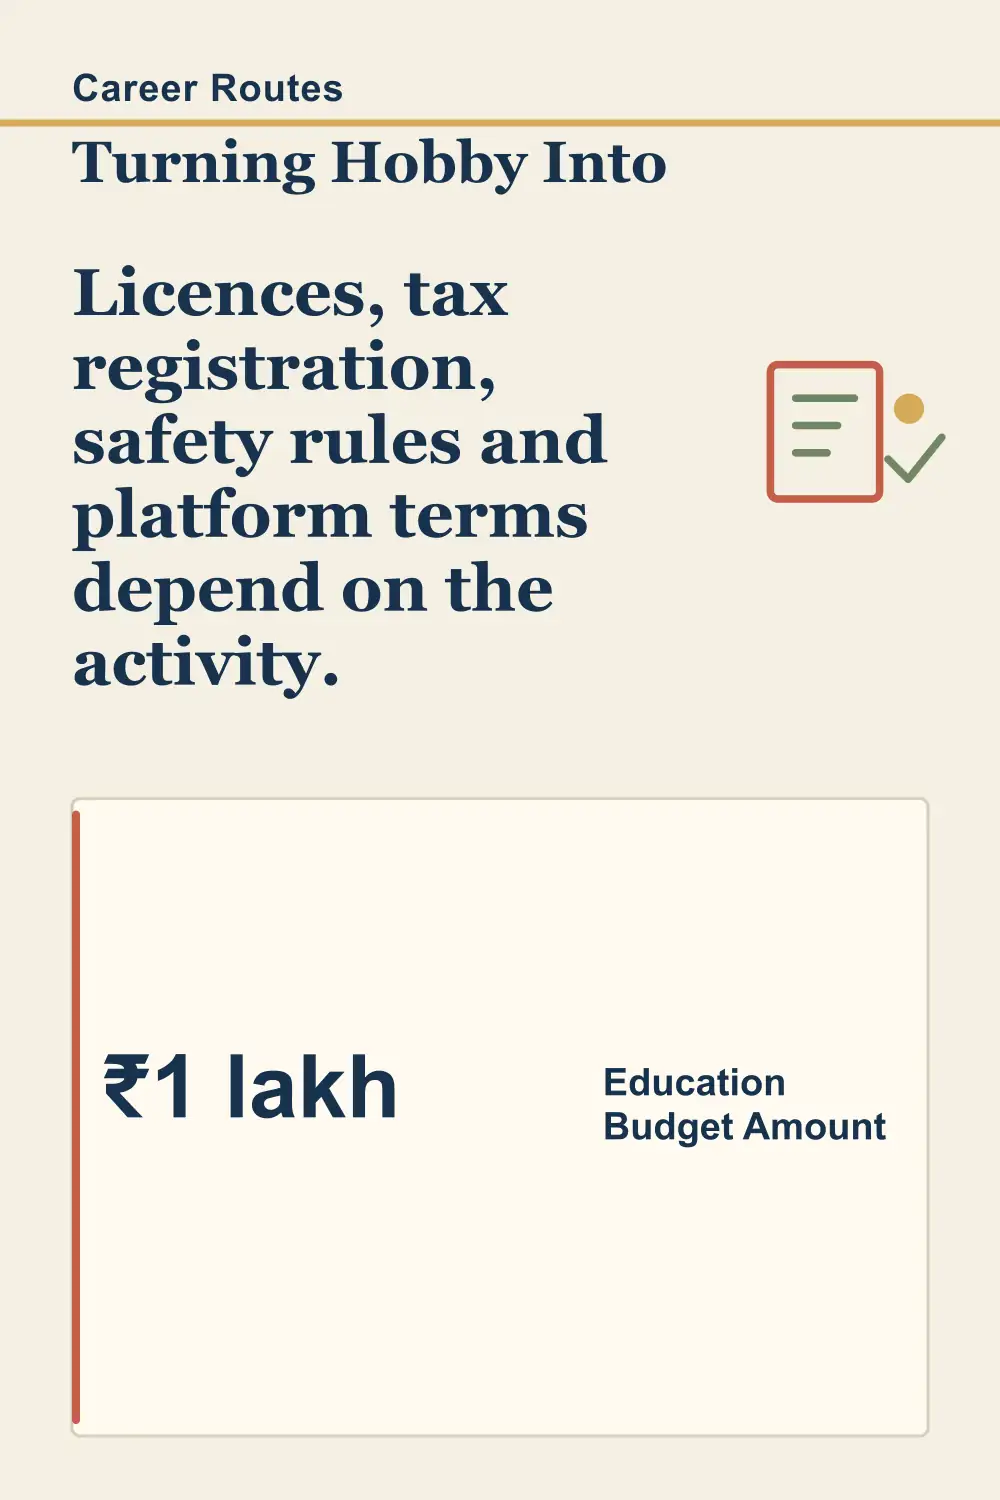 Career Routes
Turning Hobby Into
Licences, tax
registration,
safety rules and
platform terms
depend on the
activity.
₹1 lakh
Education
Budget Amount